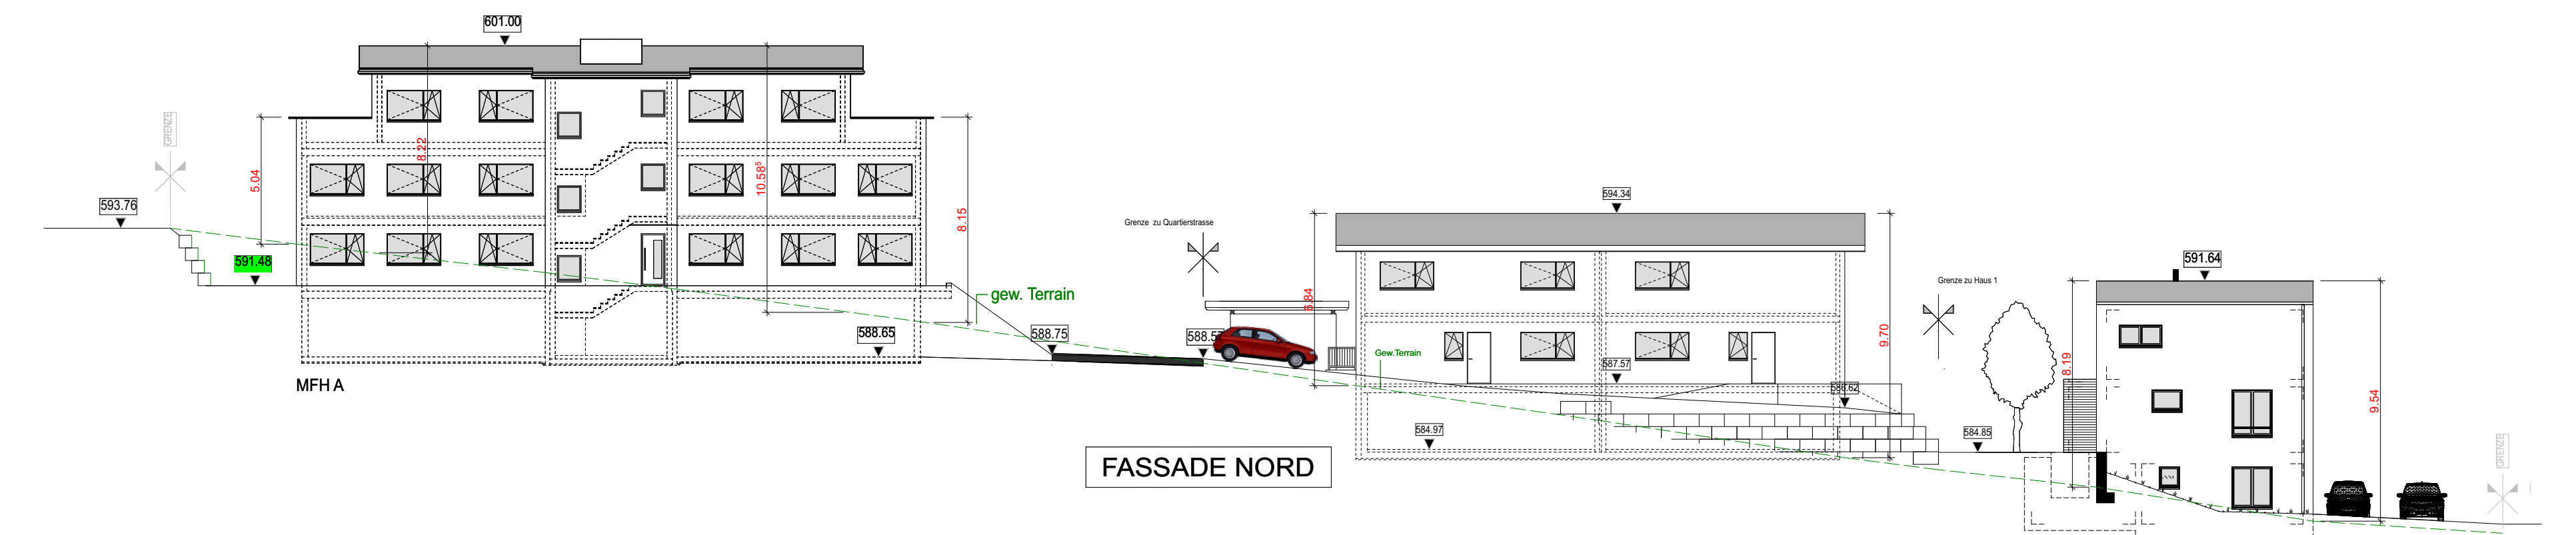 601.00
GRENZE
8.22
5.04
10.58⁵
8.15
593.76
591.48
gew. Terrain
588.65
588.75
MFH A
Grenze zu Quartierstrasse
588.5
594.34
6.84
9.70
Gew.Terrain
587.57
586.62
584.97
584.85
FASSADE NORD
Grenze zu Haus 1
591.64
8.19
9.54
GRENZE